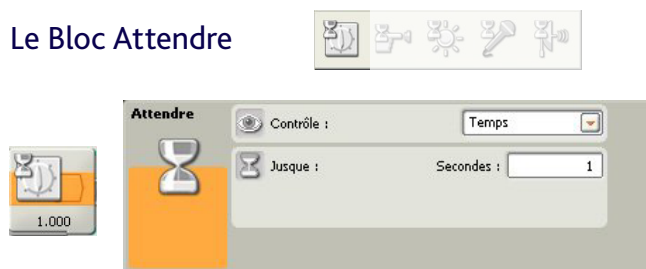 Le Bloc Attendre
Attendre
Contrôle :
Temps
Jusque :
Secondes : 1
1.000